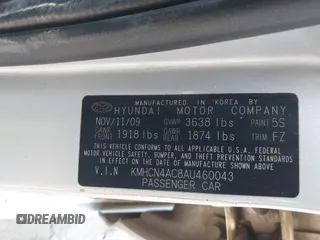 MANUFACTURED IN KOREA BY
HYUNDAI MOTOR COMPANY
NOV/11/09 GVWR 3638 lbs PAINT 5S
GAWR FRONT 1918 lbs GAWR REAR 1874 lbs TRIM FZ
THIS VEHICLE CONFORMS TO ALL APPLICABLE
FEDERAL MOTOR VEHICLE SAFETY, BUMPER
AND THEFT PREVENTION STANDARDS IN EFFECT
ON THE DATE OF MANUFACTURE SHOWN ABOVE.
V.I.N KMHCN4AC8AU460043
PASSENGER CAR
DREAMBID